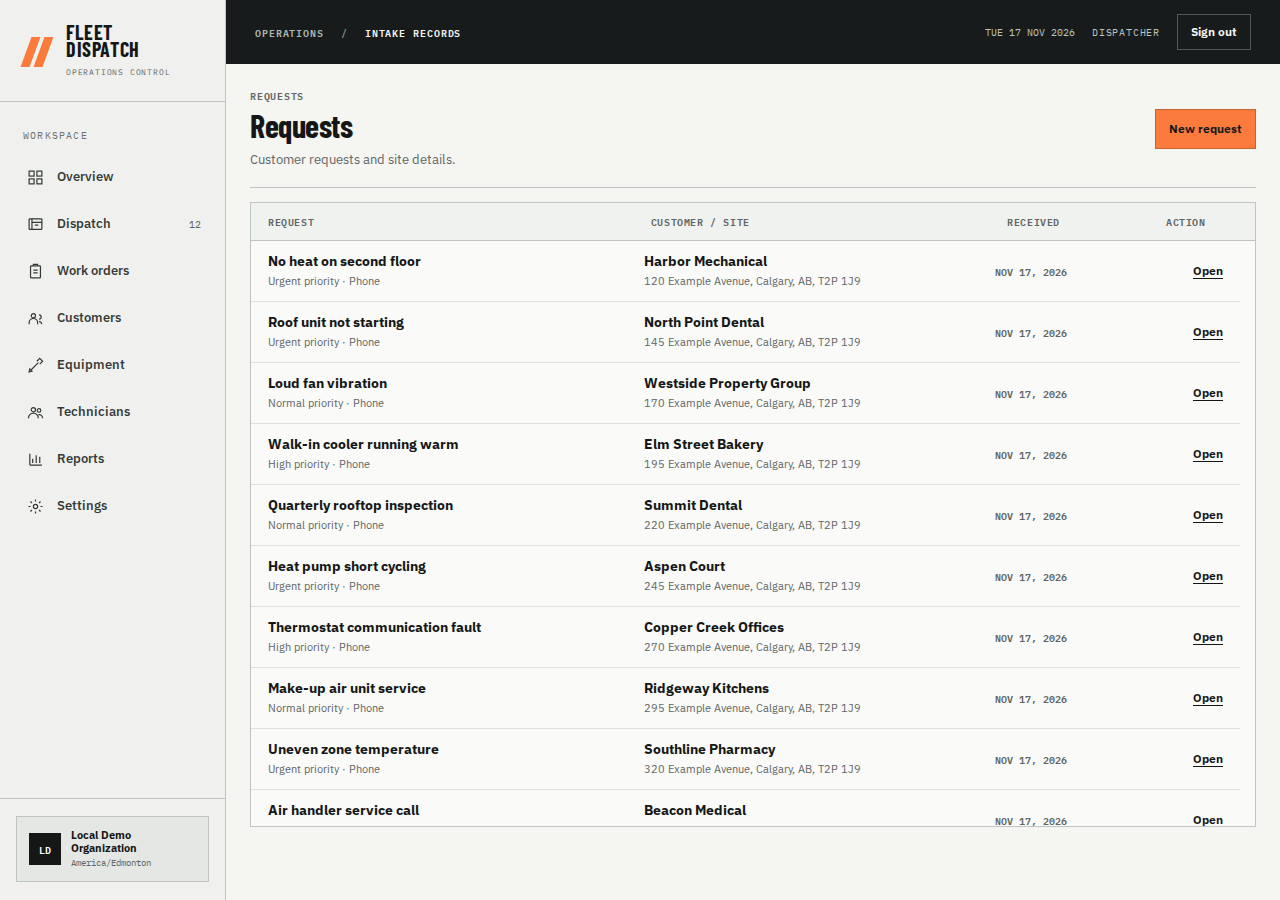 FLEET
DISPATCH
OPERATIONS CONTROL
WORKSPACE
Overview
Dispatch 12
Work orders
Customers
Equipment
Technicians
Reports
Settings
LD
Local Demo
Organization
America/Edmonton
OPERATIONS / INTAKE RECORDS
TUE 17 NOV 2026 DISPATCHER Sign out
REQUESTS
Requests
Customer requests and site details.
New request
REQUEST CUSTOMER / SITE RECEIVED ACTION
No heat on second floor Harbor Mechanical
Urgent priority · Phone 120 Example Avenue, Calgary, AB, T2P 1J9 NOV 17, 2026 Open
Roof unit not starting North Point Dental
Urgent priority · Phone 145 Example Avenue, Calgary, AB, T2P 1J9 NOV 17, 2026 Open
Loud fan vibration Westside Property Group
Normal priority · Phone 170 Example Avenue, Calgary, AB, T2P 1J9 NOV 17, 2026 Open
Walk-in cooler running warm Elm Street Bakery
High priority · Phone 195 Example Avenue, Calgary, AB, T2P 1J9 NOV 17, 2026 Open
Quarterly rooftop inspection Summit Dental
Normal priority · Phone 220 Example Avenue, Calgary, AB, T2P 1J9 NOV 17, 2026 Open
Heat pump short cycling Aspen Court
Urgent priority · Phone 245 Example Avenue, Calgary, AB, T2P 1J9 NOV 17, 2026 Open
Thermostat communication fault Copper Creek Offices
High priority · Phone 270 Example Avenue, Calgary, AB, T2P 1J9 NOV 17, 2026 Open
Make-up air unit service Ridgeway Kitchens
Normal priority · Phone 295 Example Avenue, Calgary, AB, T2P 1J9 NOV 17, 2026 Open
Uneven zone temperature Southline Pharmacy
Urgent priority · Phone 320 Example Avenue, Calgary, AB, T2P 1J9 NOV 17, 2026 Open
Air handler service call Beacon Medical
NOV 17, 2026 Open